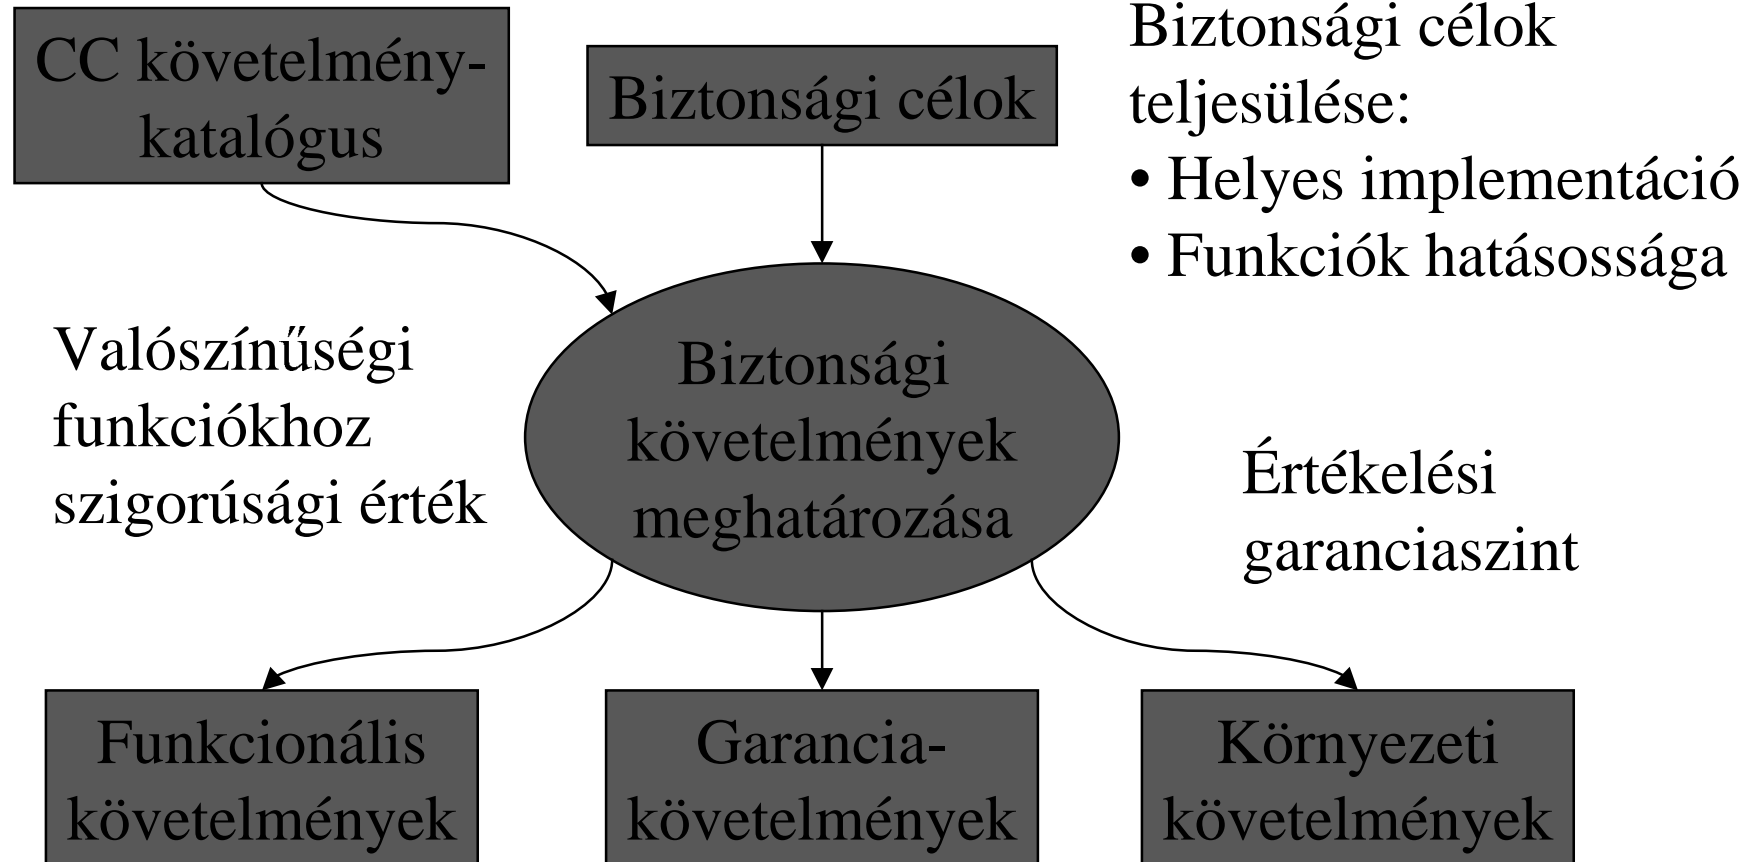 CC követelmény-
katalógus
Biztonsági célok
Biztonsági célok
teljesülése:
• Helyes implementáció
• Funkciók hatásossága
Valószínűségi
funkciókhoz
szigorúsági érték
Biztonsági
követelmények
meghatározása
Értékelési
garanciaszint
Funkcionális
követelmények
Garancia-
követelmények
Környezeti
követelmények